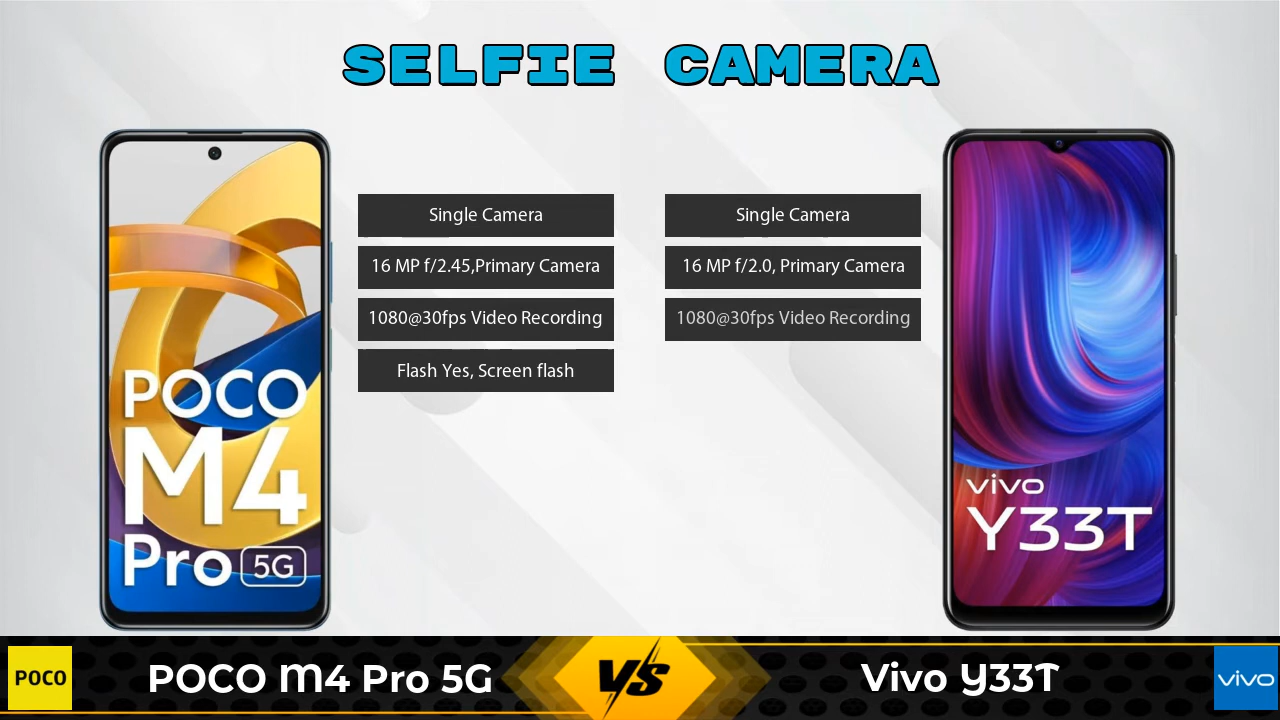 SELFIE CAMERA
Single Camera
16 MP f/2.45,Primary Camera
1080@30fps Video Recording
Flash Yes, Screen flash
Single Camera
16 MP f/2.0, Primary Camera
1080@30fps Video Recording
POCO
M4
Pro 5G
vivo
Y33T
POCO
POCO M4 Pro 5G
VS
Vivo Y33T
vivo